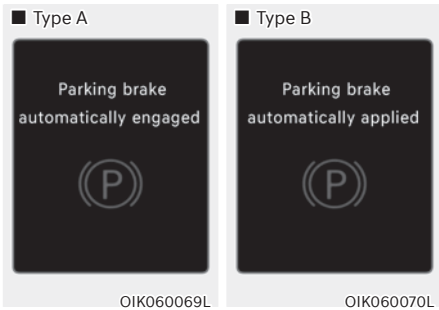 ■ Type A
Parking brake
automatically engaged
P
OIK060069L
■ Type B
Parking brake
automatically applied
P
OIK060070L